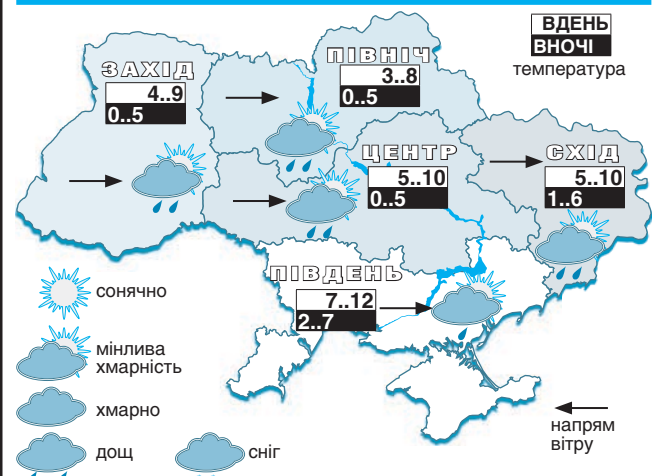 ВДЕНЬ
ВНОЧІ
температура
ЗАХІД
4..9
0..5
ПІВНІЧ
3..8
0..5
ЦЕНТР
5..10
0..5
СХІД
5..10
1..6
ПІВДЕНЬ
7..12
2..7
сонячно
мінлива
хмарність
хмарно
дощ
сніг
напрям
вітру